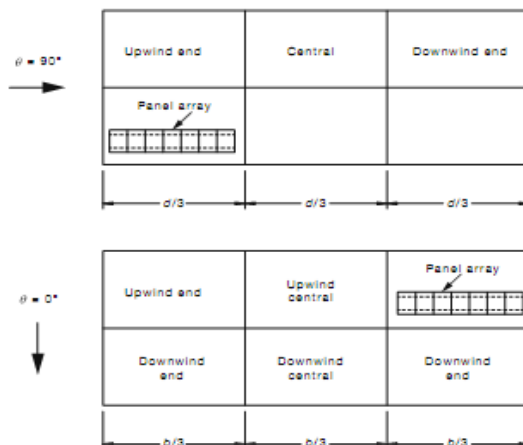 θ = 90°
Upwind end
Central
Downwind end
Panel array
d/3
d/3
d/3
θ = 0°
Upwind end
Upwind
central
Panel array
Downwind
end
Downwind
central
Downwind
end
b/3
b/3
b/3